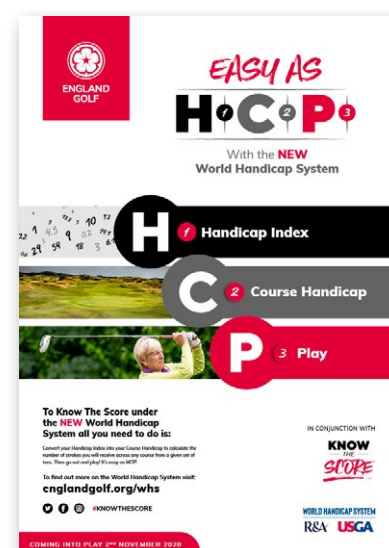 ENGLAND
GOLF
EASY AS
H 1 C 2 P 3
With the NEW
World Handicap System
H 1 Handicap Index
C 2 Course Handicap
P 3 Play
To Know The Score under
the NEW World Handicap
System all you need to do is:
Convert your Handicap Index into your Course Handicap to calculate the
number of strokes you will receive across any course from a given set of
tees. Then go out and play! It's easy as HCP!
To find out more on the World Handicap System visit:
englandgolf.org/whs
#KNOWTHESCORE
IN CONJUNCTION WITH
KNOW
THE
SCORE
WORLD HANDICAP SYSTEM
R&A USGA
COMING INTO PLAY 2ND NOVEMBER 2020